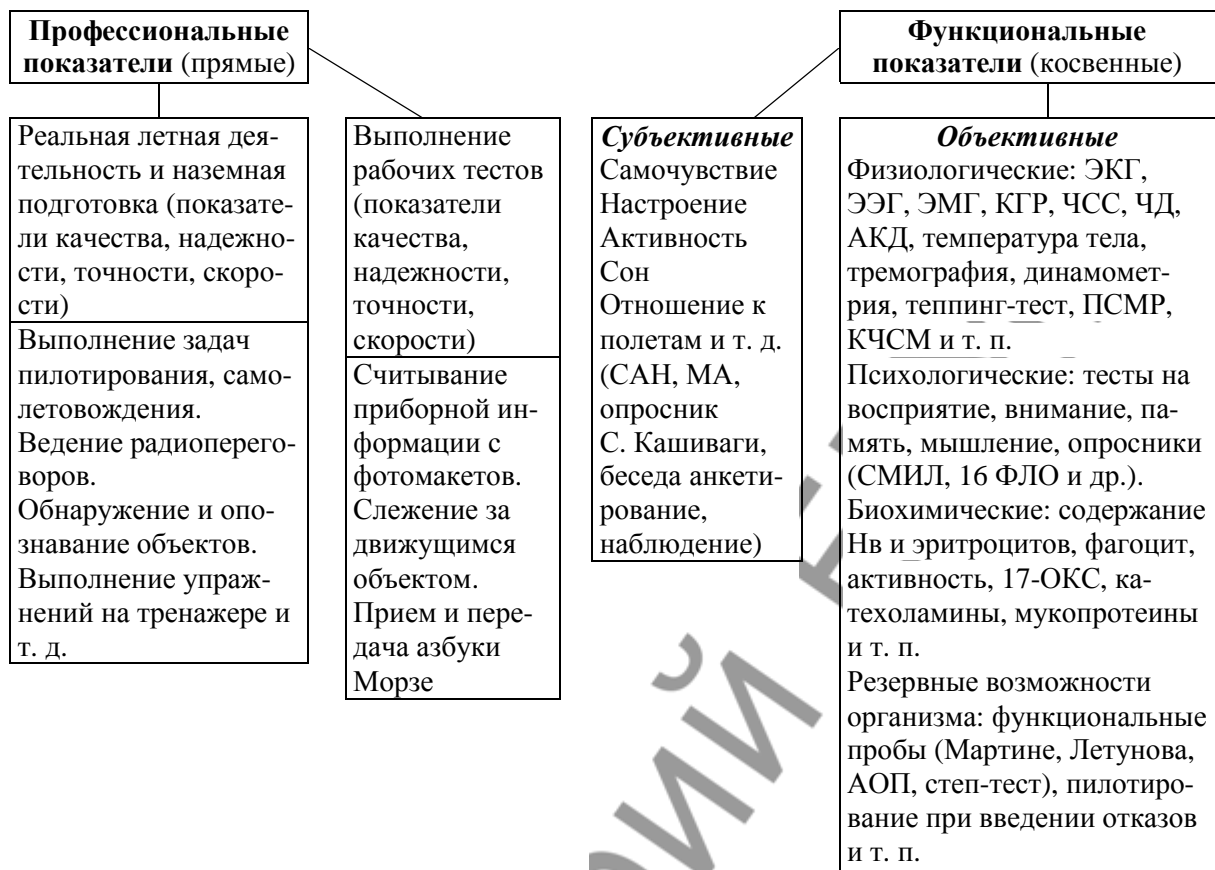 Профессиональные
показатели (прямые)
Реальная летная дея-
тельность и наземная
подготовка (показате-
ли качества, надежно-
сти, точности, скоро-
сти)
Выполнение задач
пилотирования, само-
летовождения.
Ведение радиоперего-
воров.
Обнаружение и опо-
знавание объектов.
Выполнение упраж-
нений на тренажере и
т. д.
Выполнение
рабочих тестов
(показатели
качества,
надежности,
точности,
скорости)
Считывание
приборной ин-
формации с
фотомакетов.
Слежение за
движущимся
объектом.
Прием и пере-
дача азбуки
Морзе
Функциональные
показатели (косвенные)
Субъективные
Самочувствие
Настроение
Активность
Сон
Отношение к
полетам и т. д.
(САН, МА,
опросник
С. Кашиваги,
беседа анкети-
рование,
наблюдение)
Объективные
Физиологические: ЭКГ,
ЭЭГ, ЭМГ, КГР, ЧСС, ЧД,
АКД, температура тела,
тремография, динамомет-
рия, теппинг-тест, ПСМР,
КЧСМ и т. п.
Психологические: тесты на
восприятие, внимание, па-
мять, мышление, опросники
(СМИЛ, 16 ФЛО и др.).
Биохимические: содержание
Нв и эритроцитов, фагоцит,
активность, 17-ОКС, ка-
техоламины, мукопротеины
и т. п.
Резервные возможности
организма: функциональные
пробы (Мартине, Летунова,
АОП, степ-тест), пилотиро-
вание при введении отказов
и т. п.